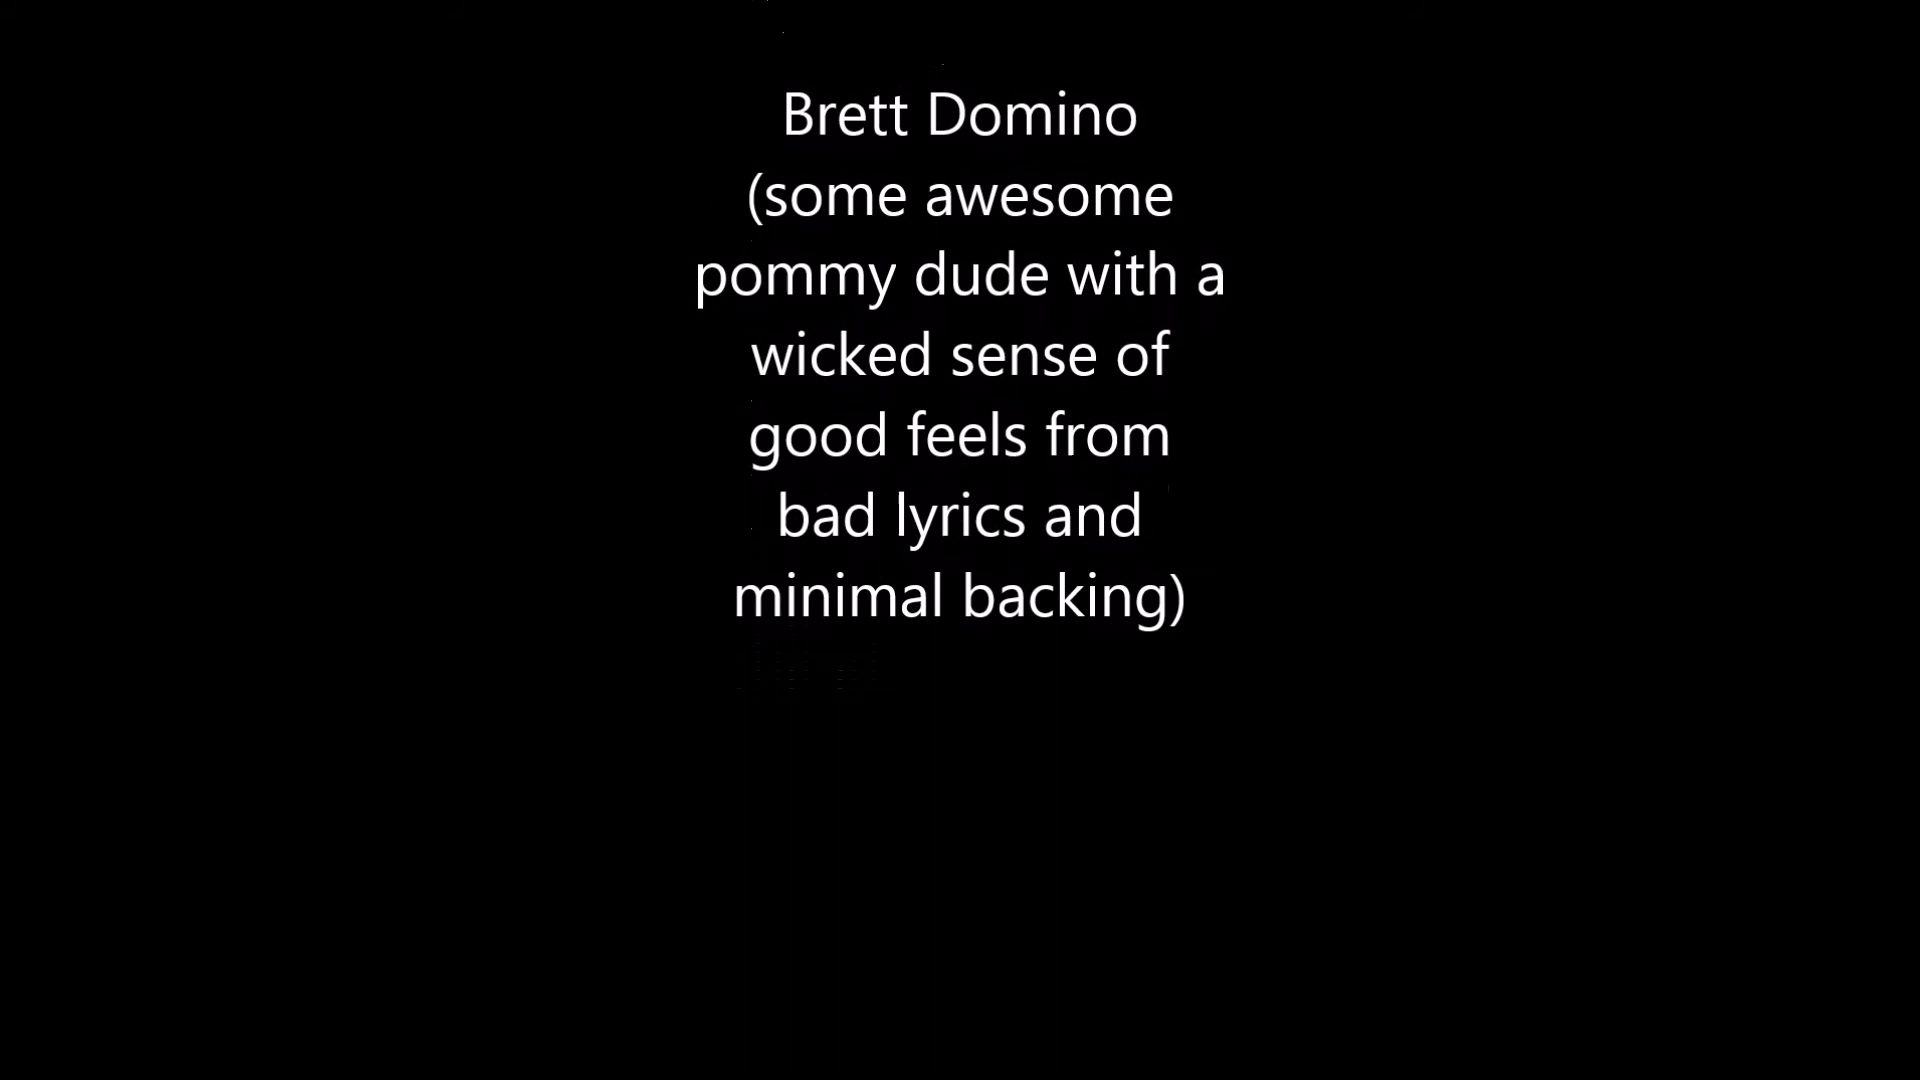 Brett Domino
(some awesome
pommy dude with a
wicked sense of
good feels from
bad lyrics and
minimal backing)